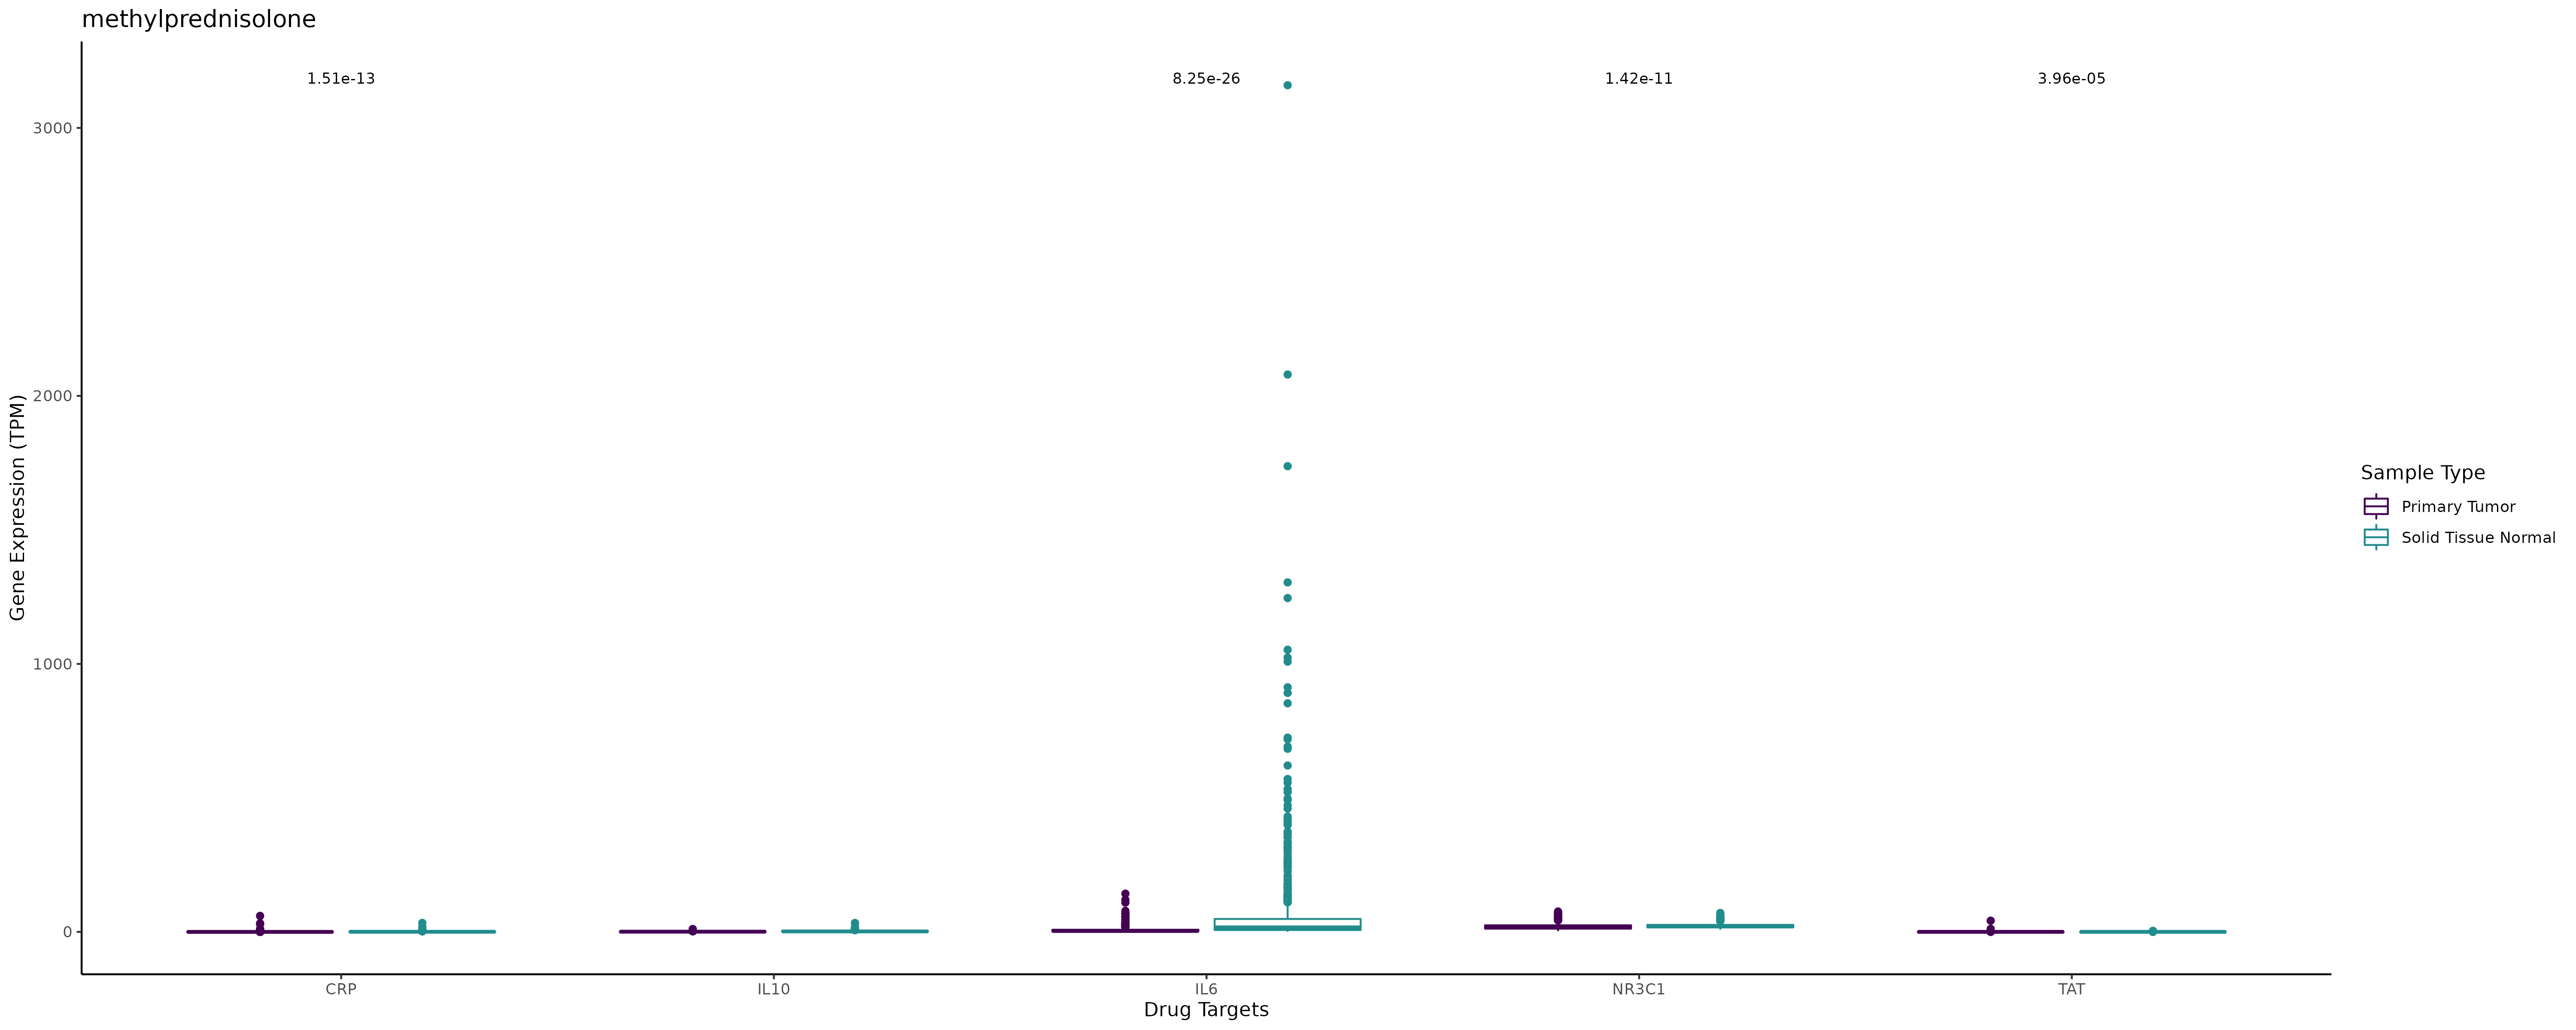 methylprednisolone
1.51e-13
8.25e-26
1.42e-11
3.96e-05
3000
2000
1000
0
Gene Expression (TPM)
CRP
IL10
IL6
NR3C1
TAT
Drug Targets
Sample Type
Primary Tumor
Solid Tissue Normal